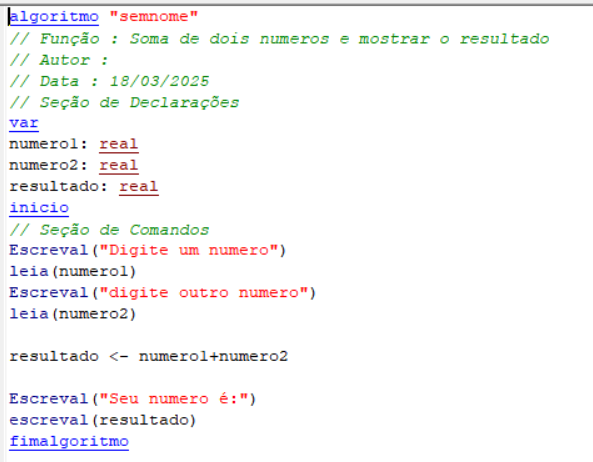 algoritmo "semnome"
// Função : Soma de dois numeros e mostrar o resultado
// Autor :
// Data : 18/03/2025
// Seção de Declarações
var
numero1: real
numero2: real
resultado: real
inicio
// Seção de Comandos
Escreval("Digite um numero")
leia(numero1)
Escreval("digite outro numero")
leia(numero2)
resultado <- numero1+numero2
Escreval("Seu numero é:")
escreval(resultado)
fimalgoritmo